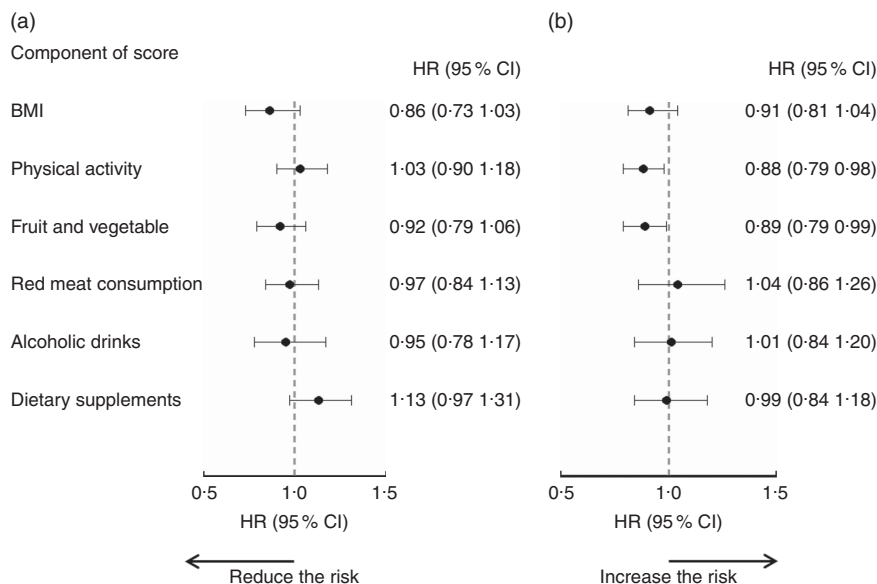 (a) (b)
Component of score
HR (95 % CI) HR (95 % CI)
BMI 0·86 (0·73 1·03) 0·91 (0·81 1·04)
Physical activity 1·03 (0·90 1·18) 0·88 (0·79 0·98)
Fruit and vegetable 0·92 (0·79 1·06) 0·89 (0·79 0·99)
Red meat consumption 0·97 (0·84 1·13) 1·04 (0·86 1·26)
Alcoholic drinks 0·95 (0·78 1·17) 1·01 (0·84 1·20)
Dietary supplements 1·13 (0·97 1·31) 0·99 (0·84 1·18)
0·5 1·0 1·5 0·5 1·0 1·5
HR (95 % CI) HR (95 % CI)
Reduce the risk Increase the risk